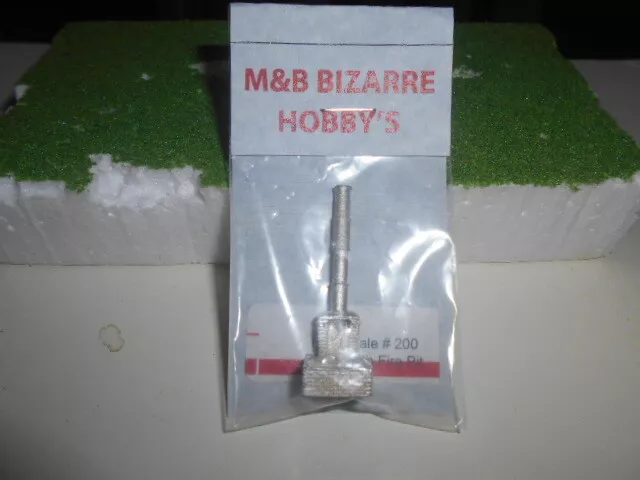 M&B BIZARRE
HOBBY'S
ale # 200
Fire Pit